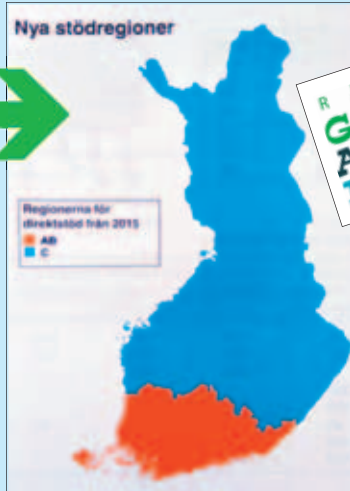 Nya stödregioner
Regionerna för
direktstöd från 2015
AB
C
R
G
A